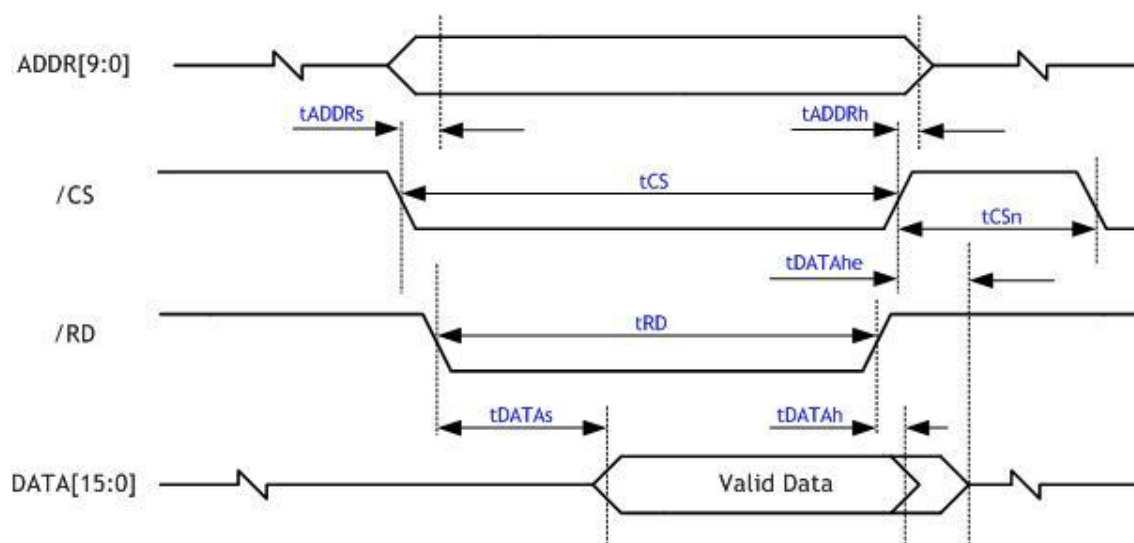 ADDR[9:0]
tADDRs
tADDRh
/CS
tCS
tCSn
tDATAhe
/RD
tRD
tDATAs
tDATAh
DATA[15:0]
Valid Data